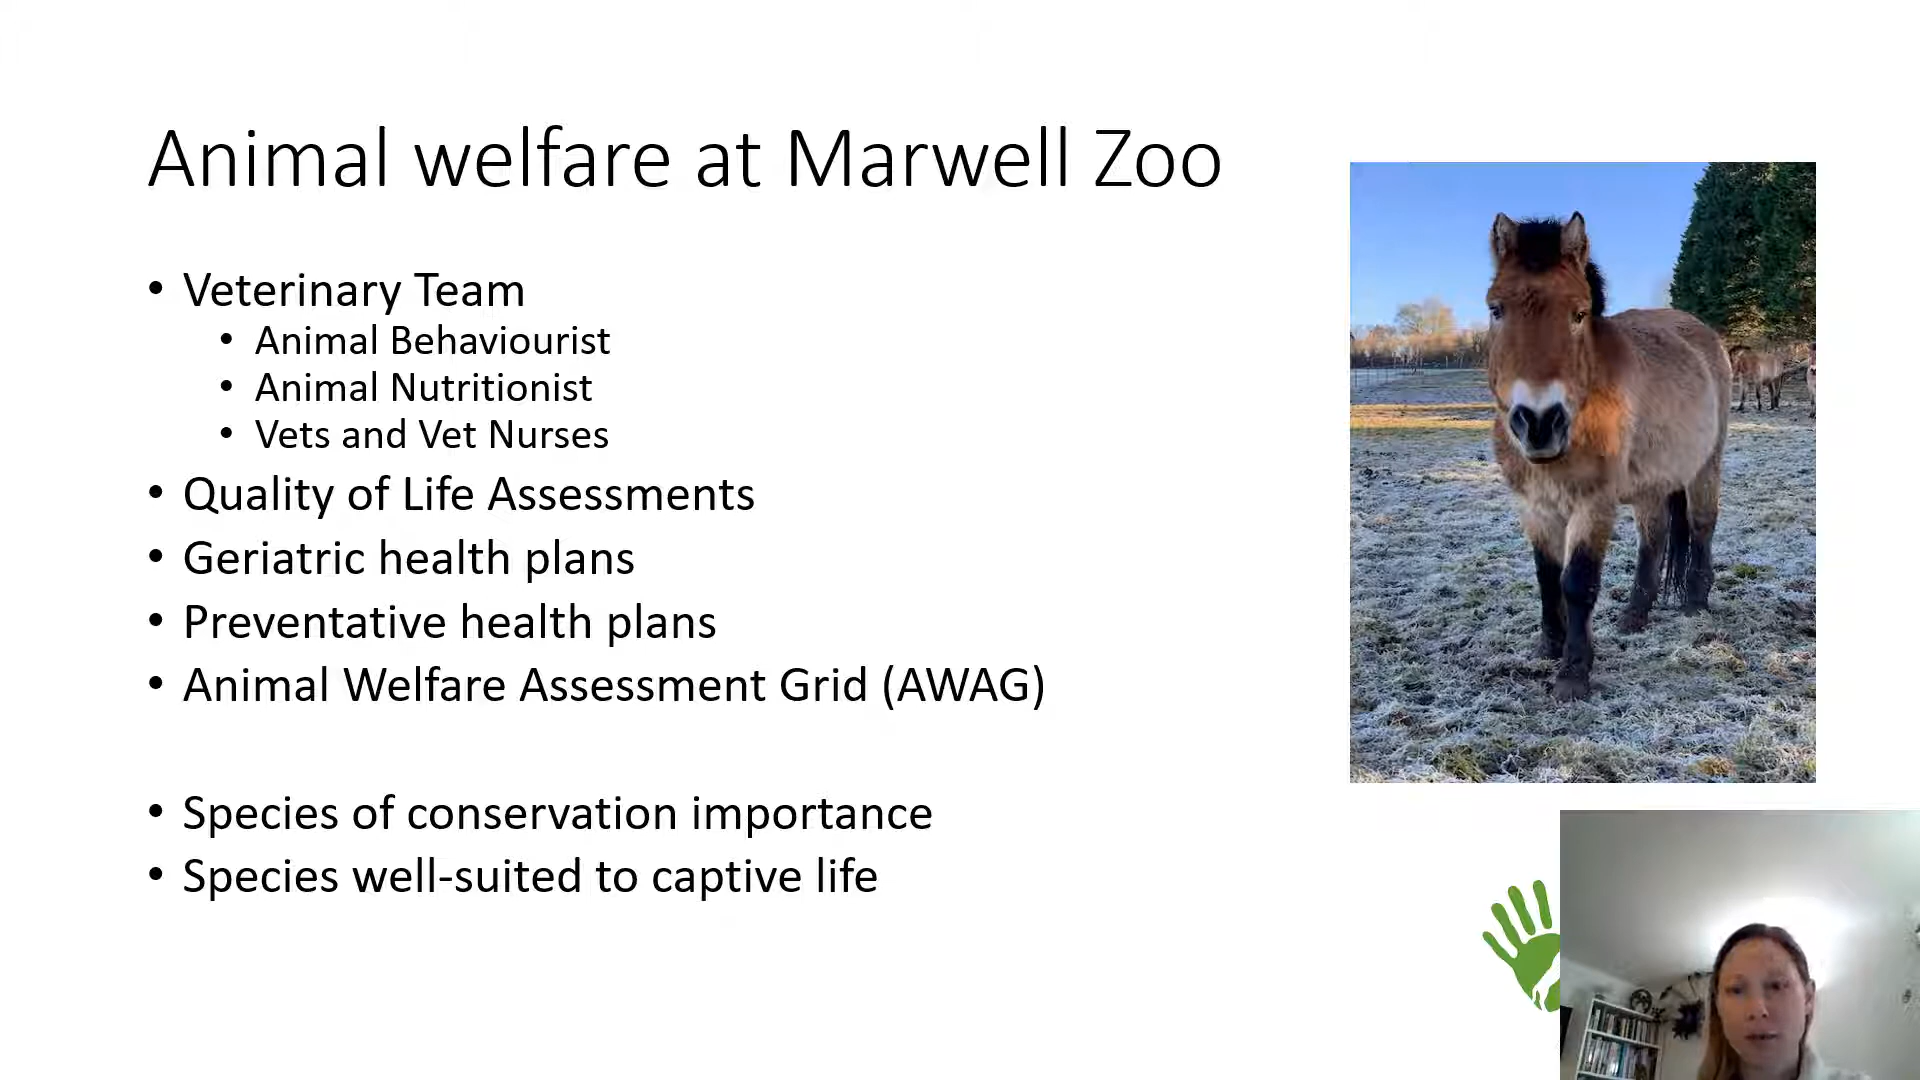 Animal welfare at Marwell Zoo
• Veterinary Team
• Animal Behaviourist
• Animal Nutritionist
• Vets and Vet Nurses
• Quality of Life Assessments
• Geriatric health plans
• Preventative health plans
• Animal Welfare Assessment Grid (AWAG)
• Species of conservation importance
• Species well-suited to captive life